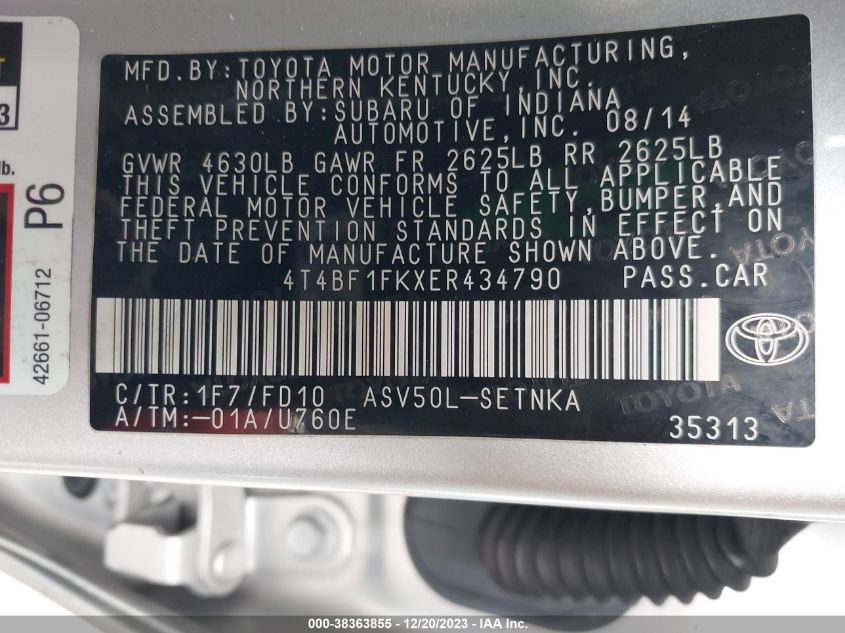 MFD.BY:TOYOTA MOTOR MANUFACTURING,
NORTHERN KENTUCKY,INC.
ASSEMBLED BY:SUBARU OF INDIANA
AUTOMOTIVE,INC. 08/14
GVWR 4630LB GAWR FR 2625LB RR 2625LB
THIS VEHICLE CONFORMS TO ALL APPLICABLE
FEDERAL MOTOR VEHICLE SAFETY,BUMPER,AND
THEFT PREVENTION STANDARDS IN EFFECT ON
THE DATE OF MANUFACTURE SHOWN ABOVE.
4T4BF1FKXER434790 PASS.CAR
C/TR:1F7/FD10 ASV50L-SETNKA
A/TM:-01A/U760E
35313
TOYOTA
3
lb.
P6
42661-06712
000-38363855 - 12/20/2023 - IAA Inc.